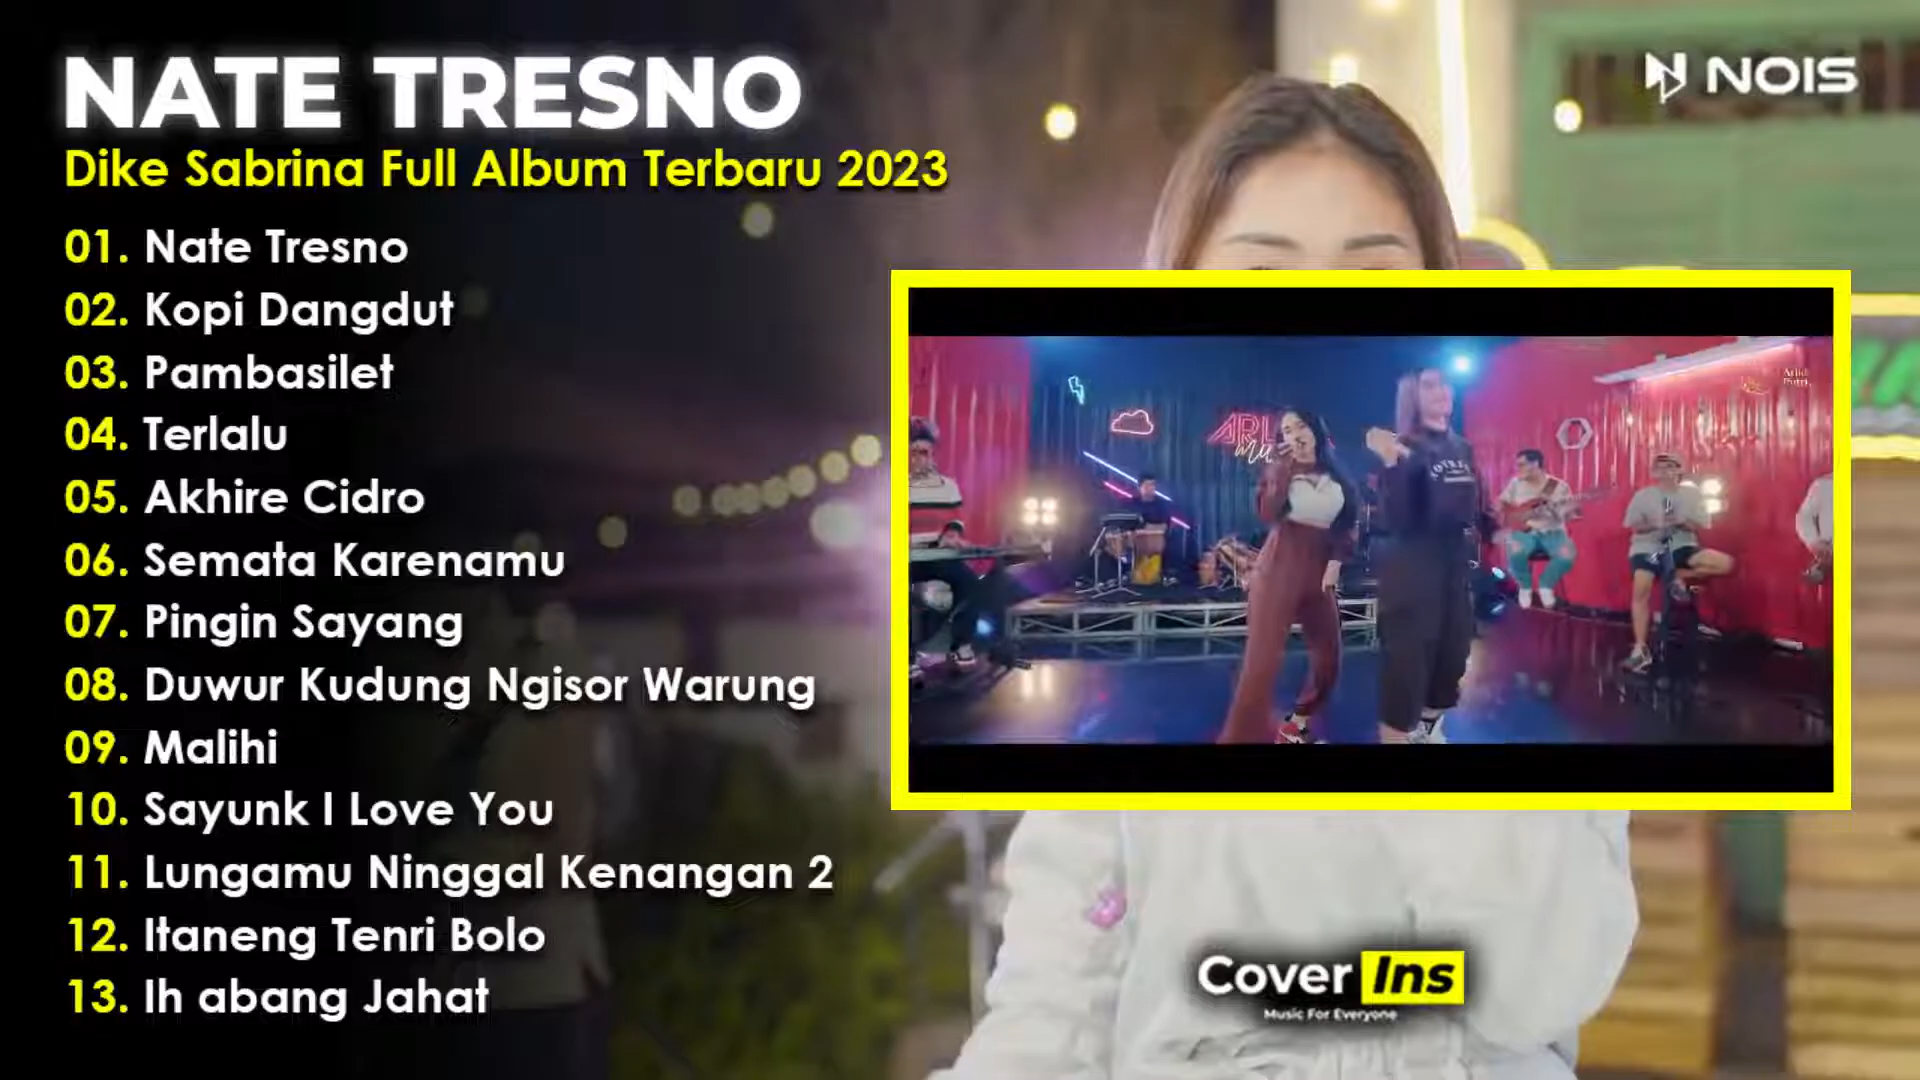 NATE TRESNO
NOIS
Dike Sabrina Full Album Terbaru 2023
01. Nate Tresno
02. Kopi Dangdut
03. Pambasilet
04. Terlalu
05. Akhire Cidro
06. Semata Karenamu
07. Pingin Sayang
08. Duwur Kudung Ngisor Warung
09. Malihi
10. Sayunk I Love You
11. Lungamu Ninggal Kenangan 2
12. Itaneng Tenri Bolo
13. Ih abang Jahat
ARL
Mu
Cover Ins
Music For Everyone